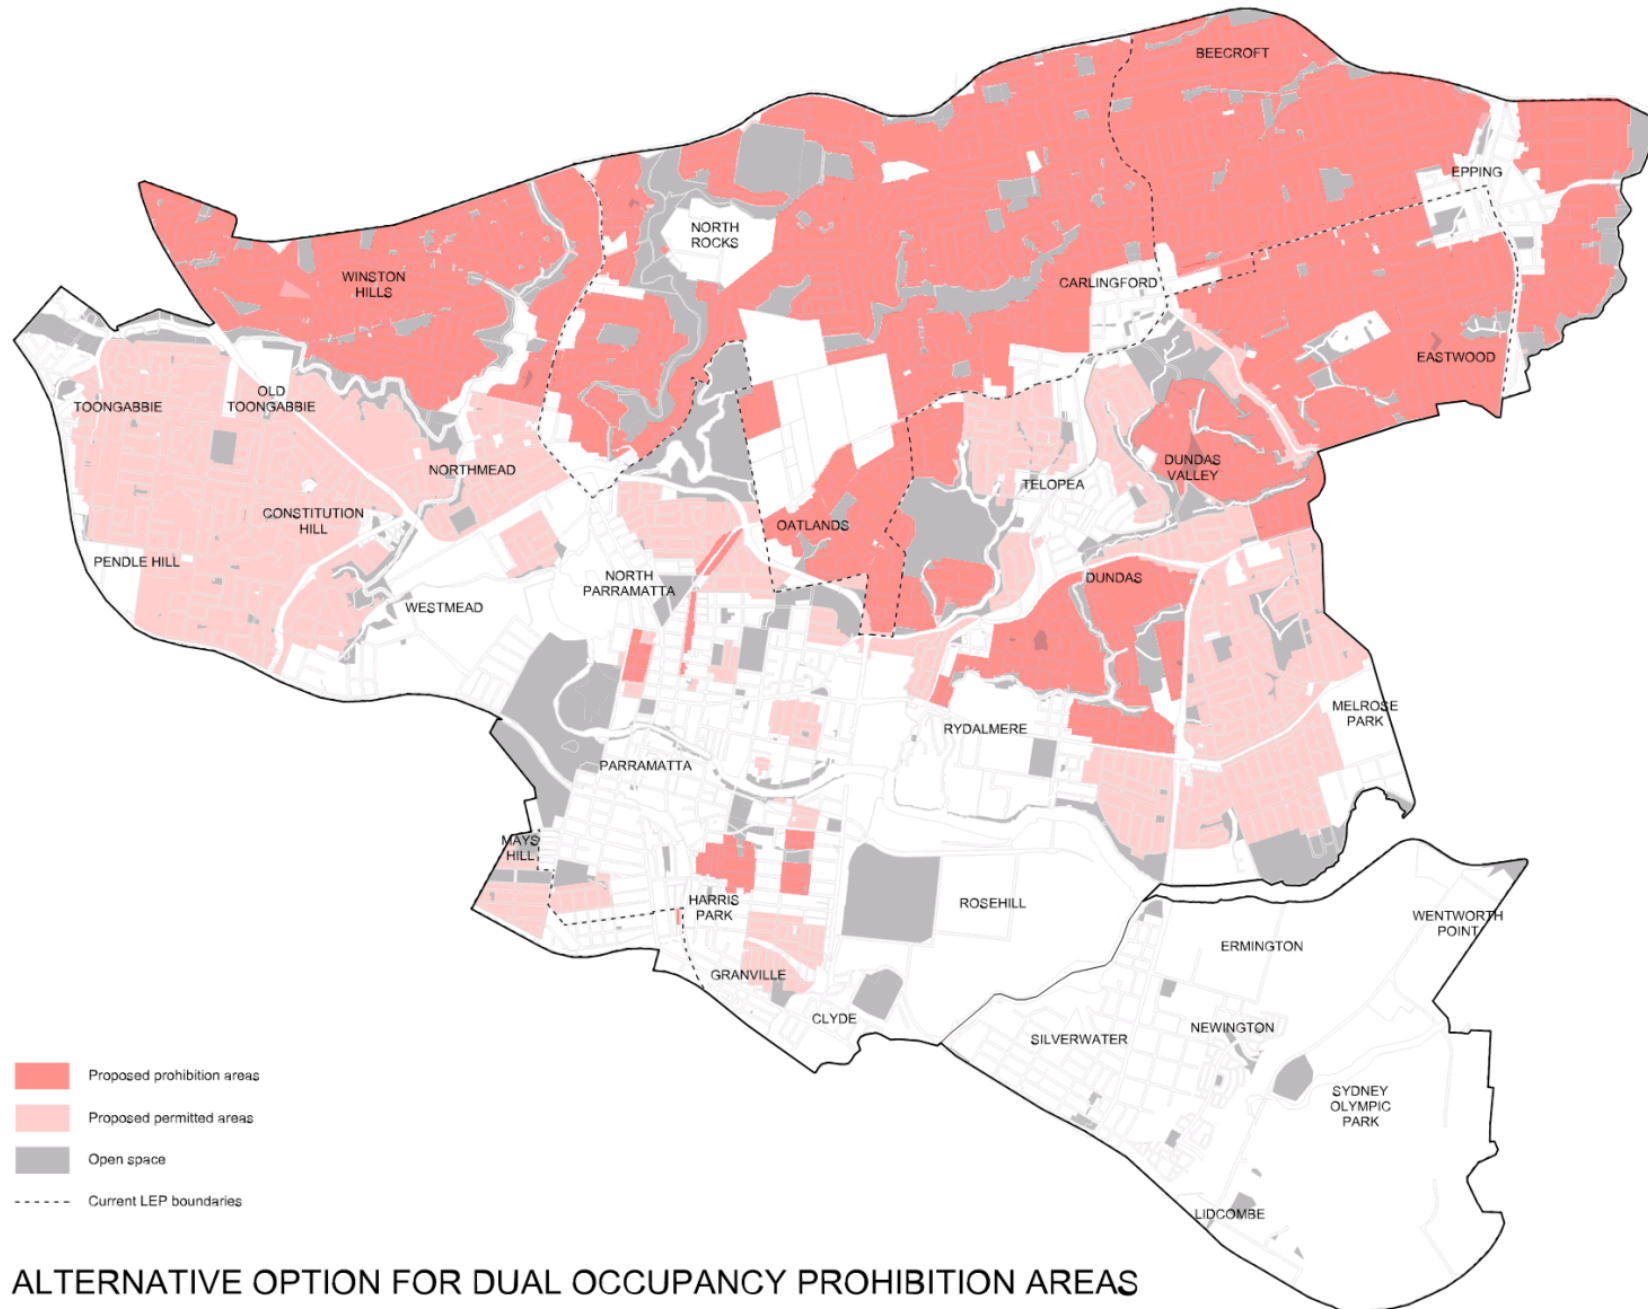 BEECROFT
EPPING
NORTH
ROCKS
WINSTON
HILLS
CARLINGFORD
EASTWOOD
OLD
TOONGABBIE
TOONGABBIE
NORTHMEAD
DUNDAS
VALLEY
TELOPEA
CONSTITUTION
HILL
OATLANDS
PENDLE HILL
DUNDAS
NORTH
PARRAMATTA
WESTMEAD
MELROSE
PARK
RYDALMERE
PARRAMATTA
MAYS
HILL
HARRIS
PARK
ROSEHILL
WENTWORTH
POINT
ERMINGTON
GRANVILLE
CLYDE
NEWINGTON
SILVERWATER
SYDNEY
OLYMPIC
PARK
LIDCOMBE
Proposed prohibition areas
Proposed permitted areas
Open space
Current LEP boundaries
ALTERNATIVE OPTION FOR DUAL OCCUPANCY PROHIBITION AREAS